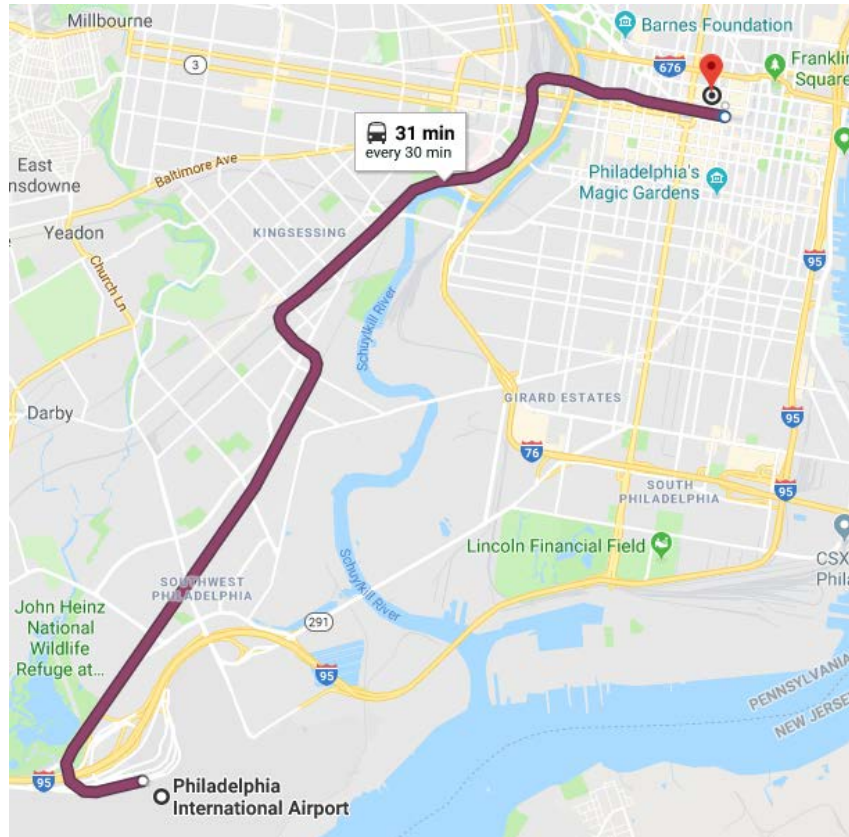 Millbourne
Barnes Foundation
3
676
Franklin
Square
31 min
every 30 min
East
nsdowne
Baltimore Ave
Philadelphia's
Magic Gardens
Yeadon
KINGSESSING
95
Church Ln
Schuylkill River
GIRARD ESTATES
Darby
95
76
SOUTH
PHILADELPHIA
95
Lincoln Financial Field
CSX
Phila
Schuylkill River
SOUTHWEST
PHILADELPHIA
John Heinz
National
Wildlife
Refuge at...
291
95
PENNSYLVANIA
NEW JERSEY
95
Philadelphia
International Airport